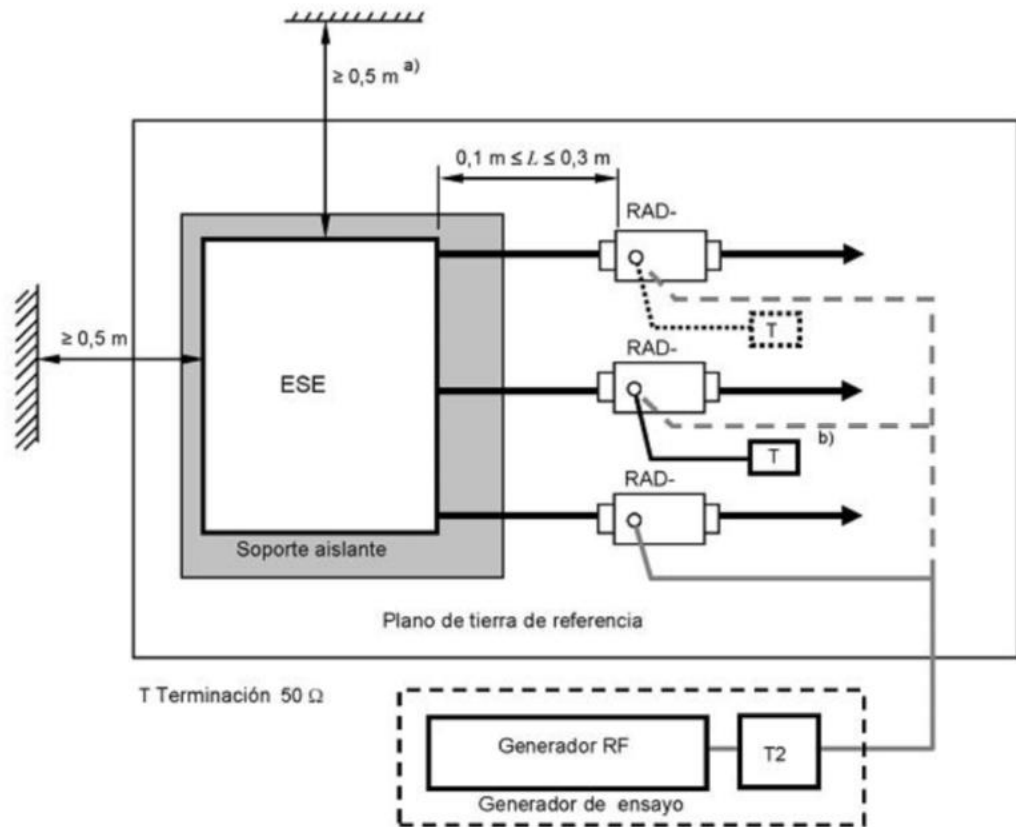 ≥ 0,5 m a)
0,1 m ≤ L ≤ 0,3 m
RAD-
T
≥ 0,5 m
RAD-
ESE
b)
T
RAD-
Soporte aislante
Plano de tierra de referencia
T Terminación 50 Ω
Generador RF
T2
Generador de ensayo